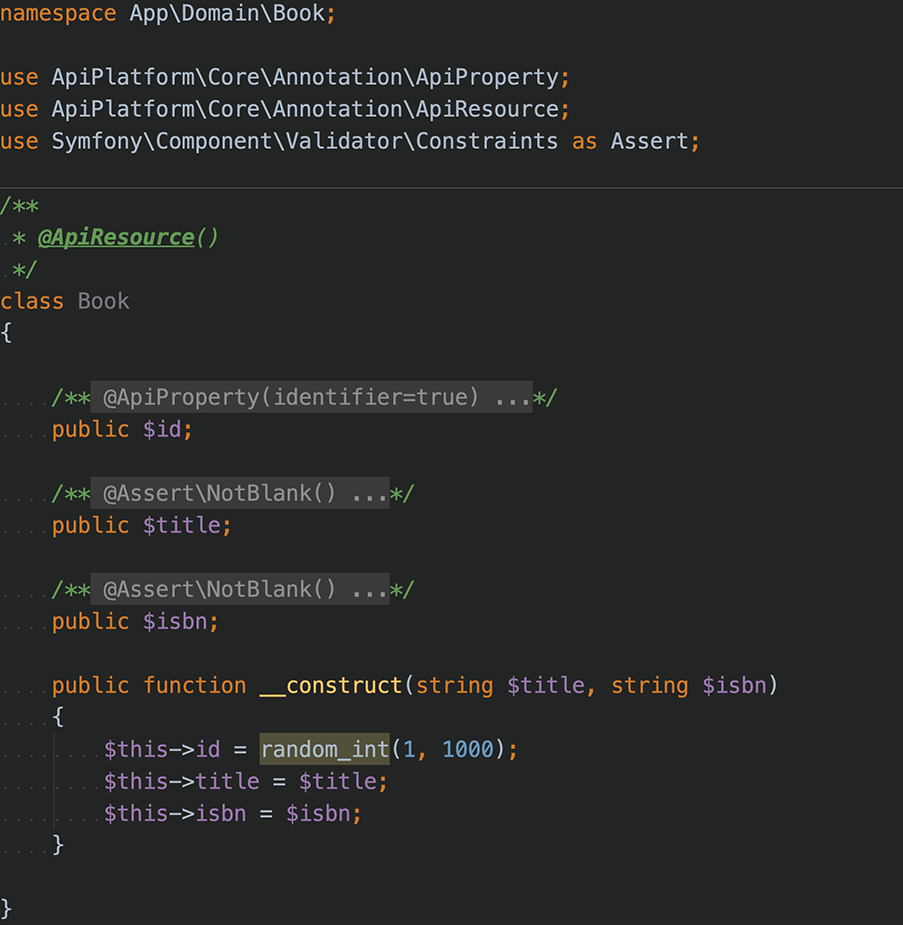 namespace App\Domain\Book;
use ApiPlatform\Core\Annotation\ApiProperty;
use ApiPlatform\Core\Annotation\ApiResource;
use Symfony\Component\Validator\Constraints as Assert;
/**
 * @ApiResource()
 */
class Book
{
    /** @ApiProperty(identifier=true) ...*/
    public $id;
    /** @Assert\NotBlank() ...*/
    public $title;
    /** @Assert\NotBlank() ...*/
    public $isbn;
    public function __construct(string $title, string $isbn)
    {
        $this->id = random_int(1, 1000);
        $this->title = $title;
        $this->isbn = $isbn;
    }
}